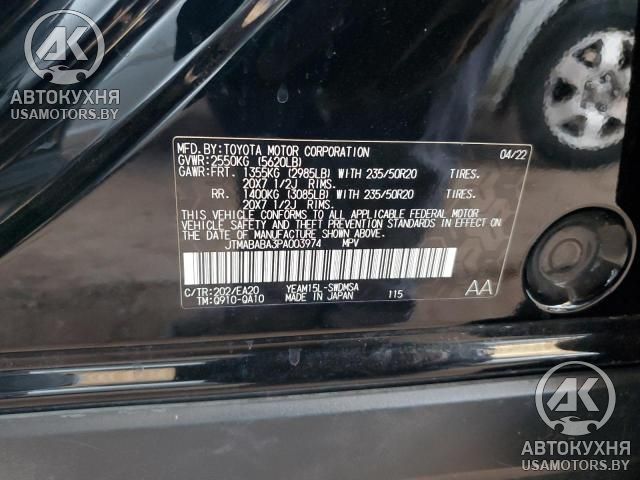 AK
АВТОКУХНЯ
USAMOTORS.BY
MFD.BY:TOYOTA MOTOR CORPORATION 04/22
GVWR:2550KG (5620LB)
GAWR:FRT. 1355KG (2985LB) WITH 235/50R20 TIRES.
20X7 1/2J RIMS.
RR. 1400KG (3085LB) WITH 235/50R20 TIRES.
20X7 1/2J RIMS.
THIS VEHICLE CONFORMS TO ALL APPLICABLE FEDERAL MOTOR
VEHICLE SAFETY AND THEFT PREVENTION STANDARDS IN EFFECT
ON THE DATE OF MANUFACTURE SHOWN ABOVE.
JTMABABA3PA003974 MPV
C/TR:202/EA20 YEAM15L-SWDMSA
TM:Q910-QA10 MADE IN JAPAN 115 AA
AK
АВТОКУХНЯ
USAMOTORS.BY